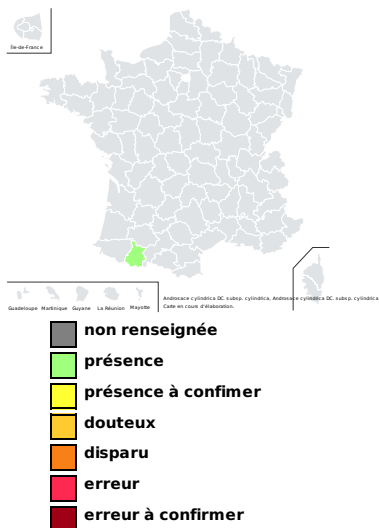 Île-de-France
Guadeloupe Martinique Guyane La Réunion Mayotte
Androsace cylindrica DC. subsp. cylindrica, Androsace cylindrica DC. subsp. cylindrica
Carte en cours d'élaboration.
non renseignée
présence
présence à confimer
douteux
disparu
erreur
erreur à confirmer